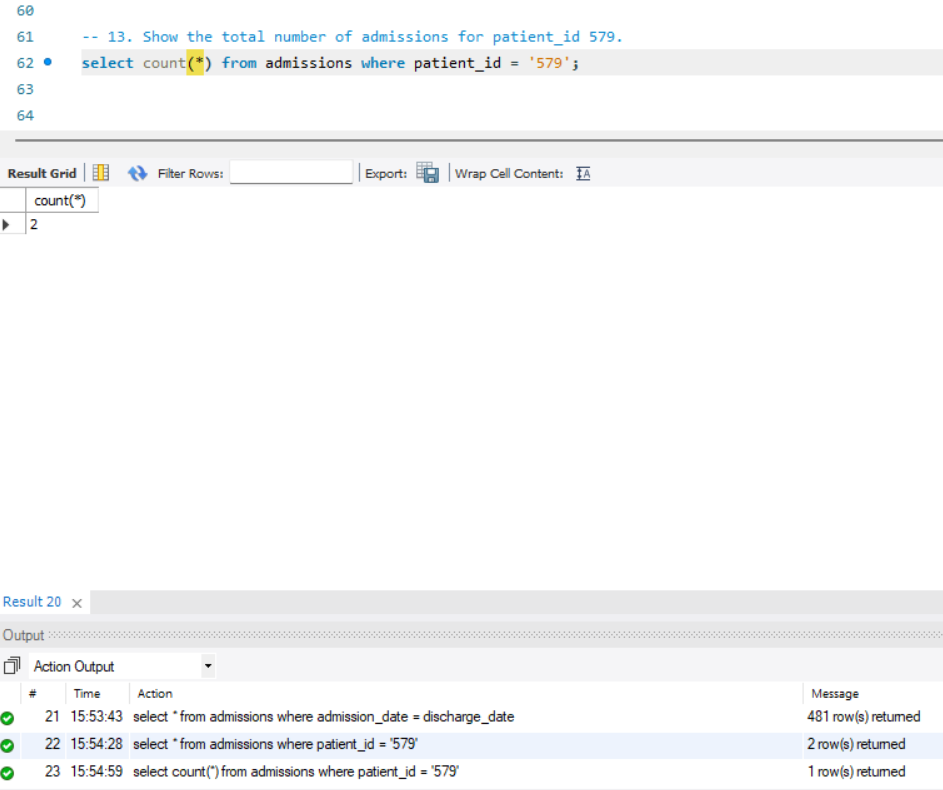 60
61 -- 13. Show the total number of admissions for patient_id 579.
62 select count(*) from admissions where patient_id = '579';
63
64
Result Grid Filter Rows: Export: Wrap Cell Content:
count(*)
2
Result 20
Output
Action Output
# Time Action Message
21 15:53:43 select * from admissions where admission_date = discharge_date 481 row(s) returned
22 15:54:28 select * from admissions where patient_id = '579' 2 row(s) returned
23 15:54:59 select count(*) from admissions where patient_id = '579' 1 row(s) returned